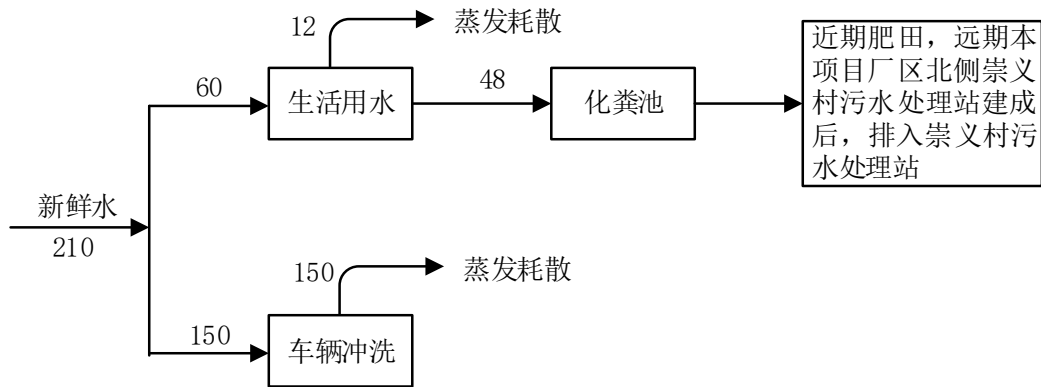 12
蒸发耗散
60
生活用水
48
化粪池
近期肥田，远期本
项目厂区北侧崇义
村污水处理站建成
后，排入崇义村污
水处理站
新鲜水
210
150
蒸发耗散
150
车辆冲洗